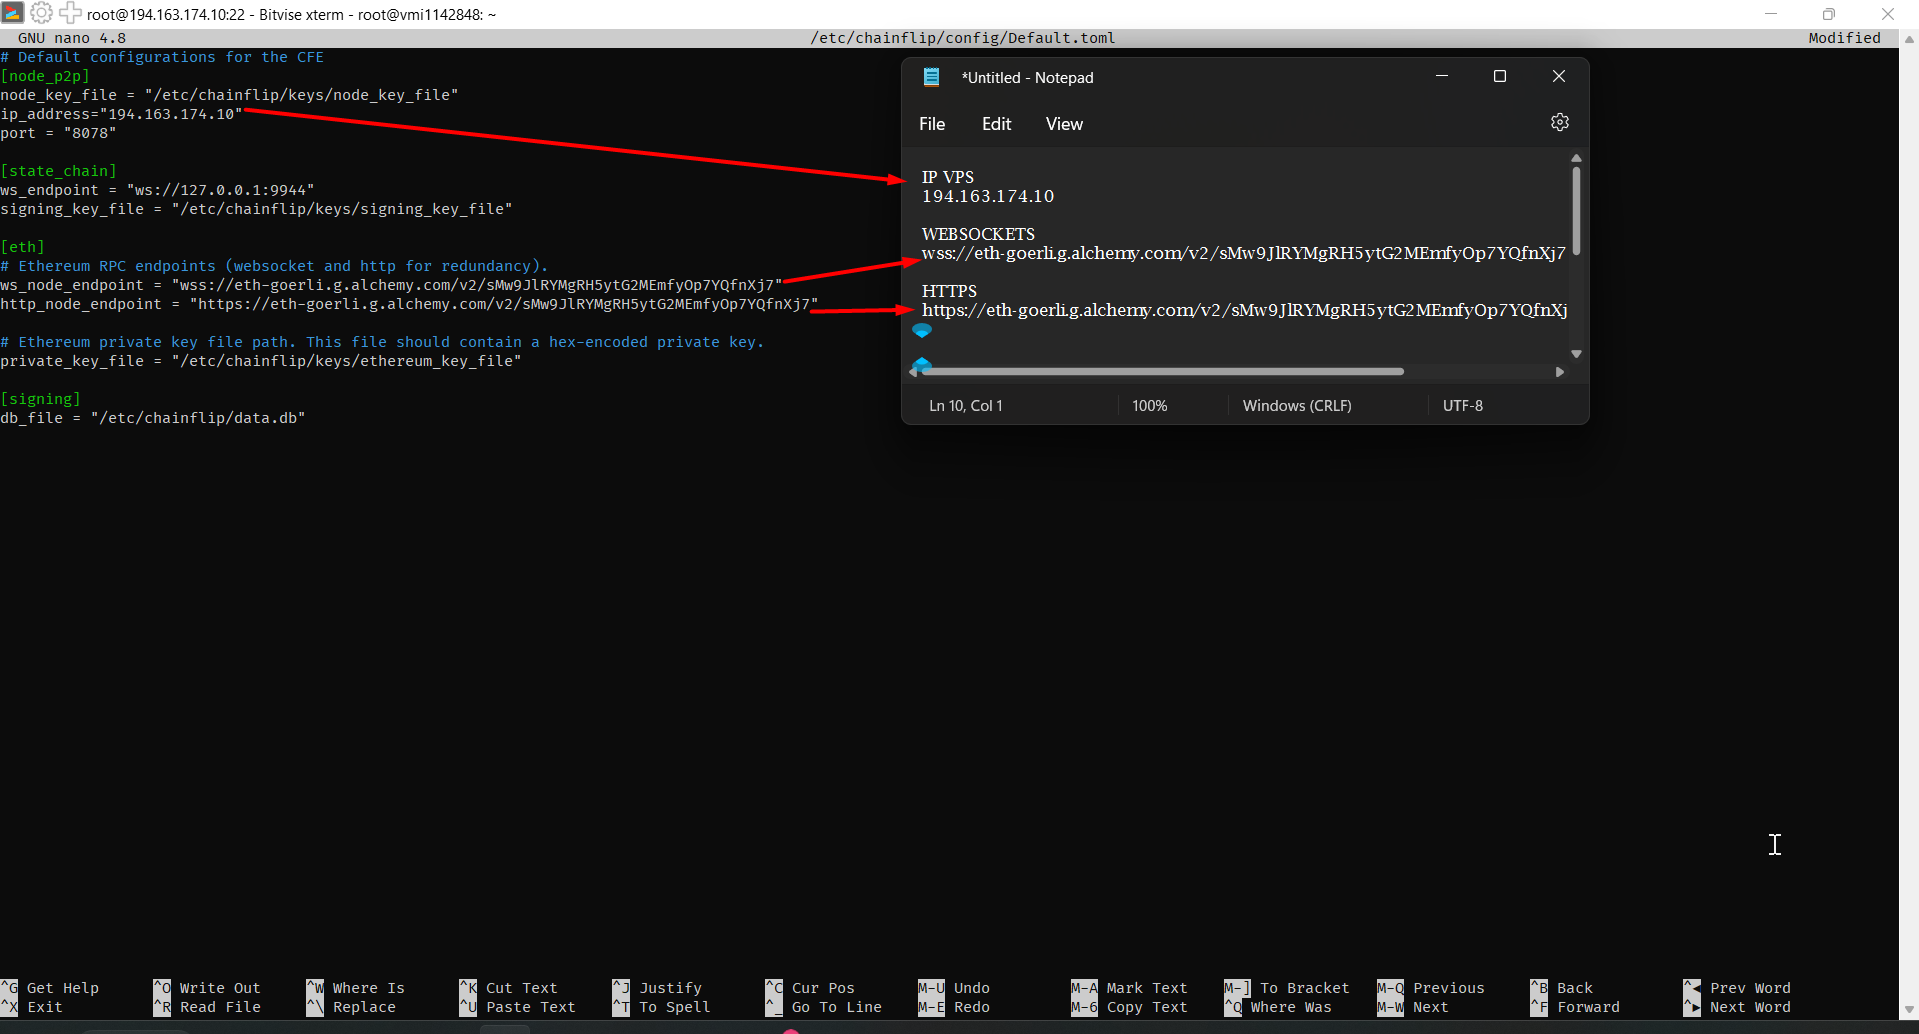 root@194.163.174.10:22 - Bitvise xterm - root@vmi1142848: ~
GNU nano 4.8 /etc/chainflip/config/Default.toml Modified
# Default configurations for the CFE
[node_p2p]
node_key_file = "/etc/chainflip/keys/node_key_file"
ip_address="194.163.174.10"
port = "8078"
[state_chain]
ws_endpoint = "ws://127.0.0.1:9944"
signing_key_file = "/etc/chainflip/keys/signing_key_file"
[eth]
# Ethereum RPC endpoints (websocket and http for redundancy).
ws_node_endpoint = "wss://eth-goerli.g.alchemy.com/v2/sMw9JlRYMgRH5ytG2MEmfyOp7YQfnXj7"
http_node_endpoint = "https://eth-goerli.g.alchemy.com/v2/sMw9JlRYMgRH5ytG2MEmfyOp7YQfnXj7"
# Ethereum private key file path. This file should contain a hex-encoded private key.
private_key_file = "/etc/chainflip/keys/ethereum_key_file"
[signing]
db_file = "/etc/chainflip/data.db"
*Untitled - Notepad
File Edit View
IP VPS
194.163.174.10
WEBSOCKETS
wss://eth-goerli.g.alchemy.com/v2/sMw9JlRYMgRH5ytG2MEmfyOp7YQfnXj7
HTTPS
https://eth-goerli.g.alchemy.com/v2/sMw9JlRYMgRH5ytG2MEmfyOp7YQfnXj
Ln 10, Col 1 100% Windows (CRLF) UTF-8
^G Get Help ^O Write Out ^W Where Is ^K Cut Text ^J Justify ^C Cur Pos M-U Undo M-A Mark Text M-] To Bracket M-Q Previous ^B Back ^◀ Prev Word
^X Exit ^R Read File ^\ Replace ^U Paste Text ^T To Spell ^_ Go To Line M-E Redo M-6 Copy Text ^Q Where Was M-W Next ^F Forward ^▶ Next Word